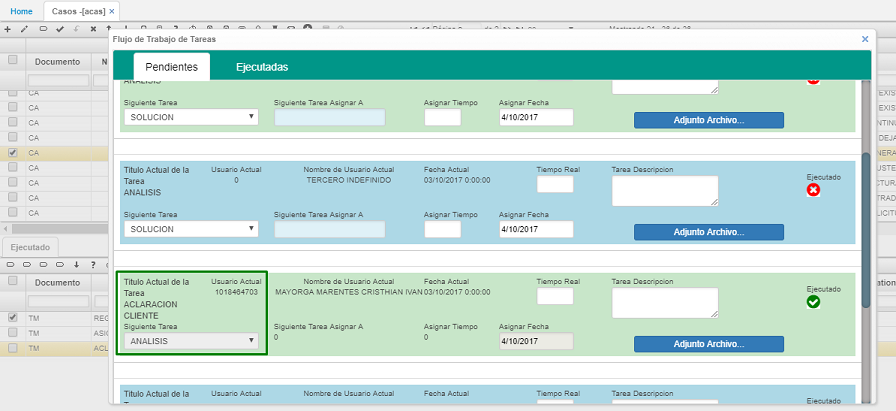 Home
Casos -[acas] ×
Flujo de Trabajo de Tareas ×
Documento
CA
CA
CA
CA
CA
CA
CA
CA
CA
Ejecutado
Documento
TM REG
TM ASI
TM ACL
Pendientes Ejecutadas
ANALISIS
Siguiente Tarea Siguiente Tarea Asignar A Asignar Tiempo Asignar Fecha
SOLUCION 4/10/2017 Adjunto Archivo...
Titulo Actual de la Tarea Usuario Actual Nombre de Usuario Actual Fecha Actual Tiempo Real Tarea Descripcion Ejecutado
ANALISIS 0 TERCERO INDEFINIDO 03/10/2017 0:00:00
Siguiente Tarea Siguiente Tarea Asignar A Asignar Tiempo Asignar Fecha
SOLUCION 4/10/2017 Adjunto Archivo...
Titulo Actual de la Tarea Usuario Actual Nombre de Usuario Actual Fecha Actual Tiempo Real Tarea Descripcion Ejecutado
ACLARACION CLIENTE 1018464703 MAYORGA MARENTES CRISTHIAN IVAN 03/10/2017 0:00:00
Siguiente Tarea Siguiente Tarea Asignar A Asignar Tiempo Asignar Fecha
ANALISIS 0 0 4/10/2017 Adjunto Archivo...
Titulo Actual de la Usuario Actual Nombre de Usuario Actual Fecha Actual Tiempo Real Tarea Descripcion Ejecutado